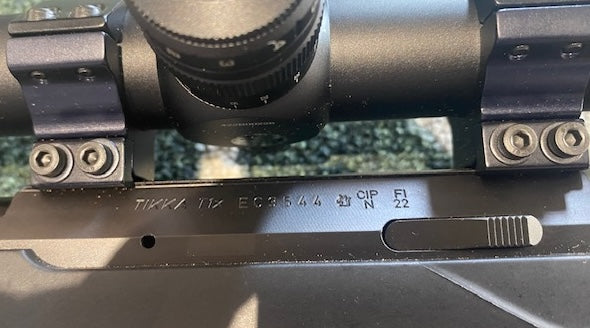 TIKKA T1x EC3544 CIP FI
N 22